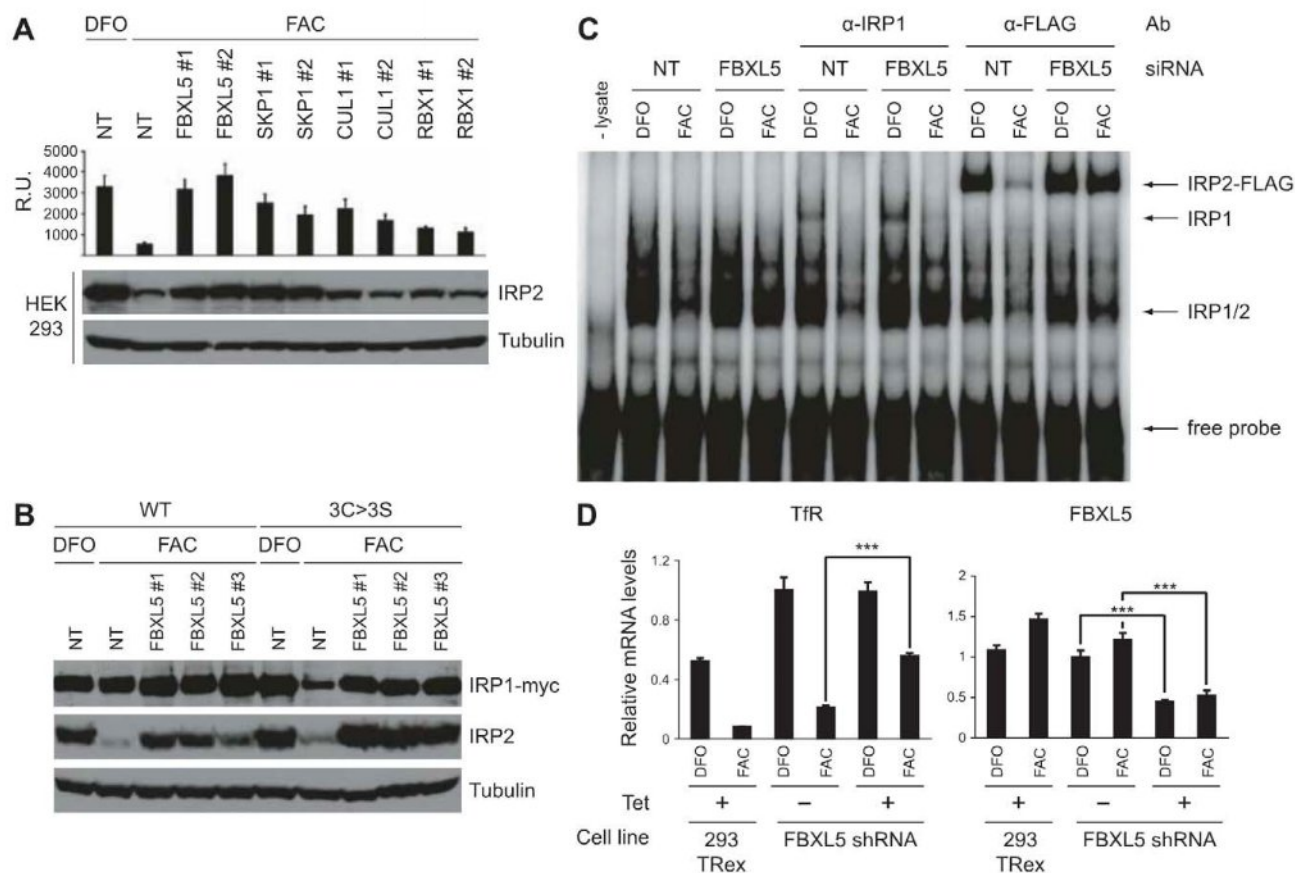 A
DFO FAC
NT NT FBXL5 #1 FBXL5 #2 SKP1 #1 SKP1 #2 CUL1 #1 CUL1 #2 RBX1 #1 RBX1 #2
R.U.
5000
4000
3000
2000
1000
HEK
293
IRP2
Tubulin
B
WT 3C>3S
DFO FAC DFO FAC
NT NT FBXL5 #1 FBXL5 #2 FBXL5 #3 NT NT FBXL5 #1 FBXL5 #2 FBXL5 #3
IRP1-myc
IRP2
Tubulin
C
α-IRP1 α-FLAG Ab
NT FBXL5 NT FBXL5 NT FBXL5 siRNA
- lysate DFO FAC DFO FAC DFO FAC DFO FAC DFO FAC DFO FAC
IRP2-FLAG
IRP1
IRP1/2
free probe
D
TfR FBXL5
Relative mRNA levels
1.2
0.8
0.4
0
***
2
1.5
1
0.5
0
***
***
DFO FAC DFO FAC DFO FAC DFO FAC DFO FAC DFO FAC
Tet + − + + − +
Cell line 293 FBXL5 shRNA 293 FBXL5 shRNA
TRex TRex